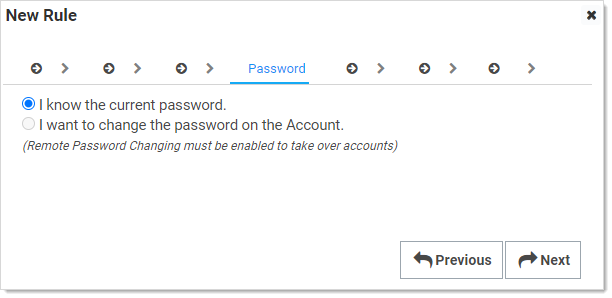 New Rule
Password
I know the current password.
I want to change the password on the Account.
(Remote Password Changing must be enabled to take over accounts)
Previous Next